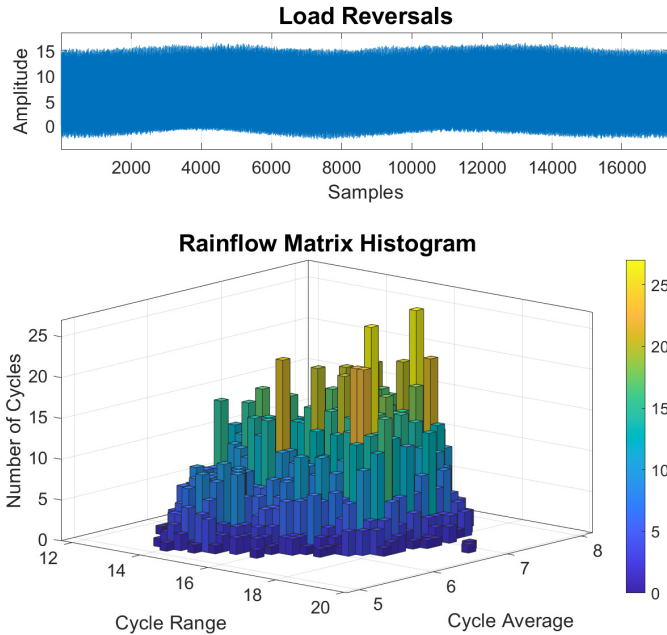 Load Reversals
15
10
5
0
Amplitude
2000 4000 6000 8000 10000 12000 14000 16000
Samples
Rainflow Matrix Histogram
25
20
15
10
5
0
Number of Cycles
12 14 16 18 20
Cycle Range
5 6 7 8
Cycle Average
25
20
15
10
5
0